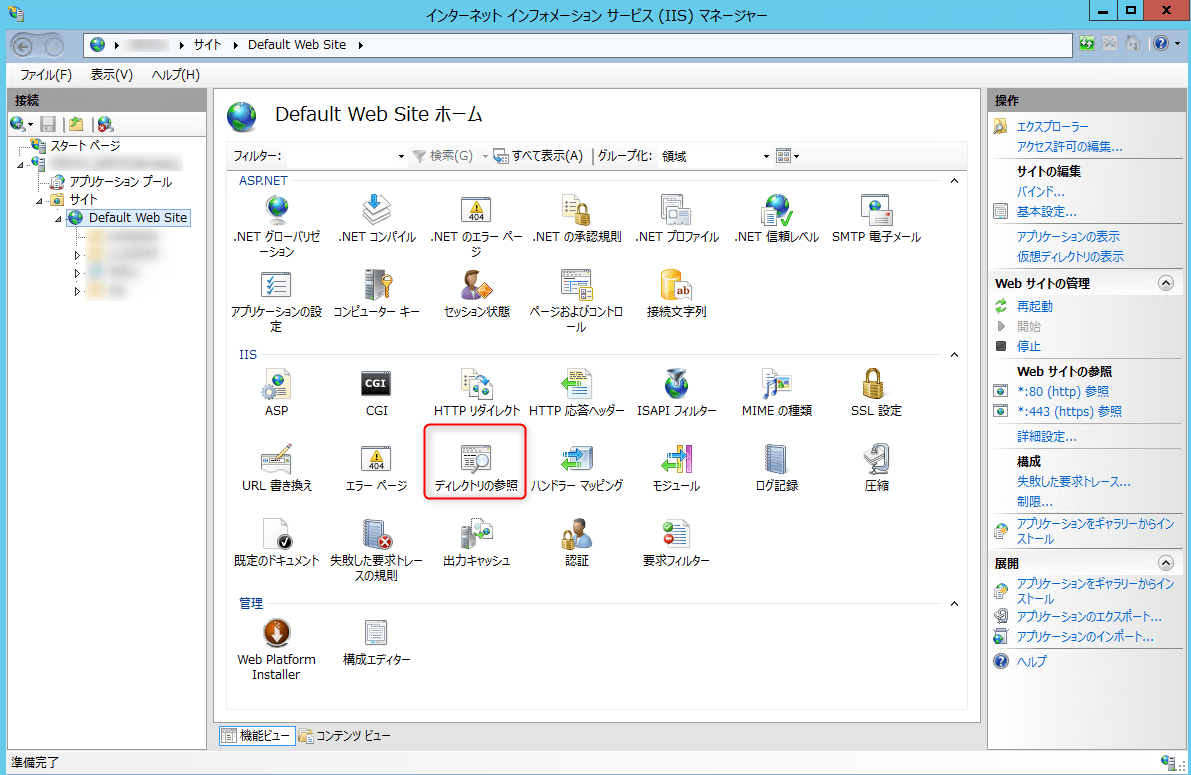 インターネット インフォメーション サービス (IIS) マネージャー
サイト
Default Web Site
ファイル(F)
表示(V)
ヘルプ(H)
接続
スタート ページ
アプリケーション プール
サイト
Default Web Site
Default Web Site ホーム
フィルター:
検索(G)
すべて表示(A)
グループ化:
領域
ASP.NET
.NET グローバリゼ
ーション
.NET コンパイル
.NET のエラー ペー
ジ
.NET の承認規則
.NET プロファイル
.NET 信頼レベル
SMTP 電子メール
アプリケーションの設
定
コンピューター キー
セッション状態
ページおよびコントロ
ール
接続文字列
IIS
ASP
CGI
CGI
HTTP リダイレクト
HTTP 応答ヘッダー
ISAPI フィルター
MIME の種類
SSL 設定
URL 書き換え
404
エラー ページ
ディレクトリの参照
ハンドラー マッピング
モジュール
ログ記録
圧縮
既定のドキュメント
失敗した要求トレー
スの規則
出力キャッシュ
認証
要求フィルター
管理
Web Platform
Installer
構成エディター
機能ビュー
コンテンツ ビュー
操作
エクスプローラー
アクセス許可の編集...
サイトの編集
バインド...
基本設定...
アプリケーションの表示
仮想ディレクトリの表示
Web サイトの管理
再起動
開始
停止
Web サイトの参照
*:80 (http) 参照
*:443 (https) 参照
詳細設定...
構成
失敗した要求トレース...
制限...
アプリケーションをギャラリーからイン
ストール
展開
アプリケーションをギャラリーからイン
ストール
アプリケーションのエクスポート...
アプリケーションのインポート...
ヘルプ
準備完了